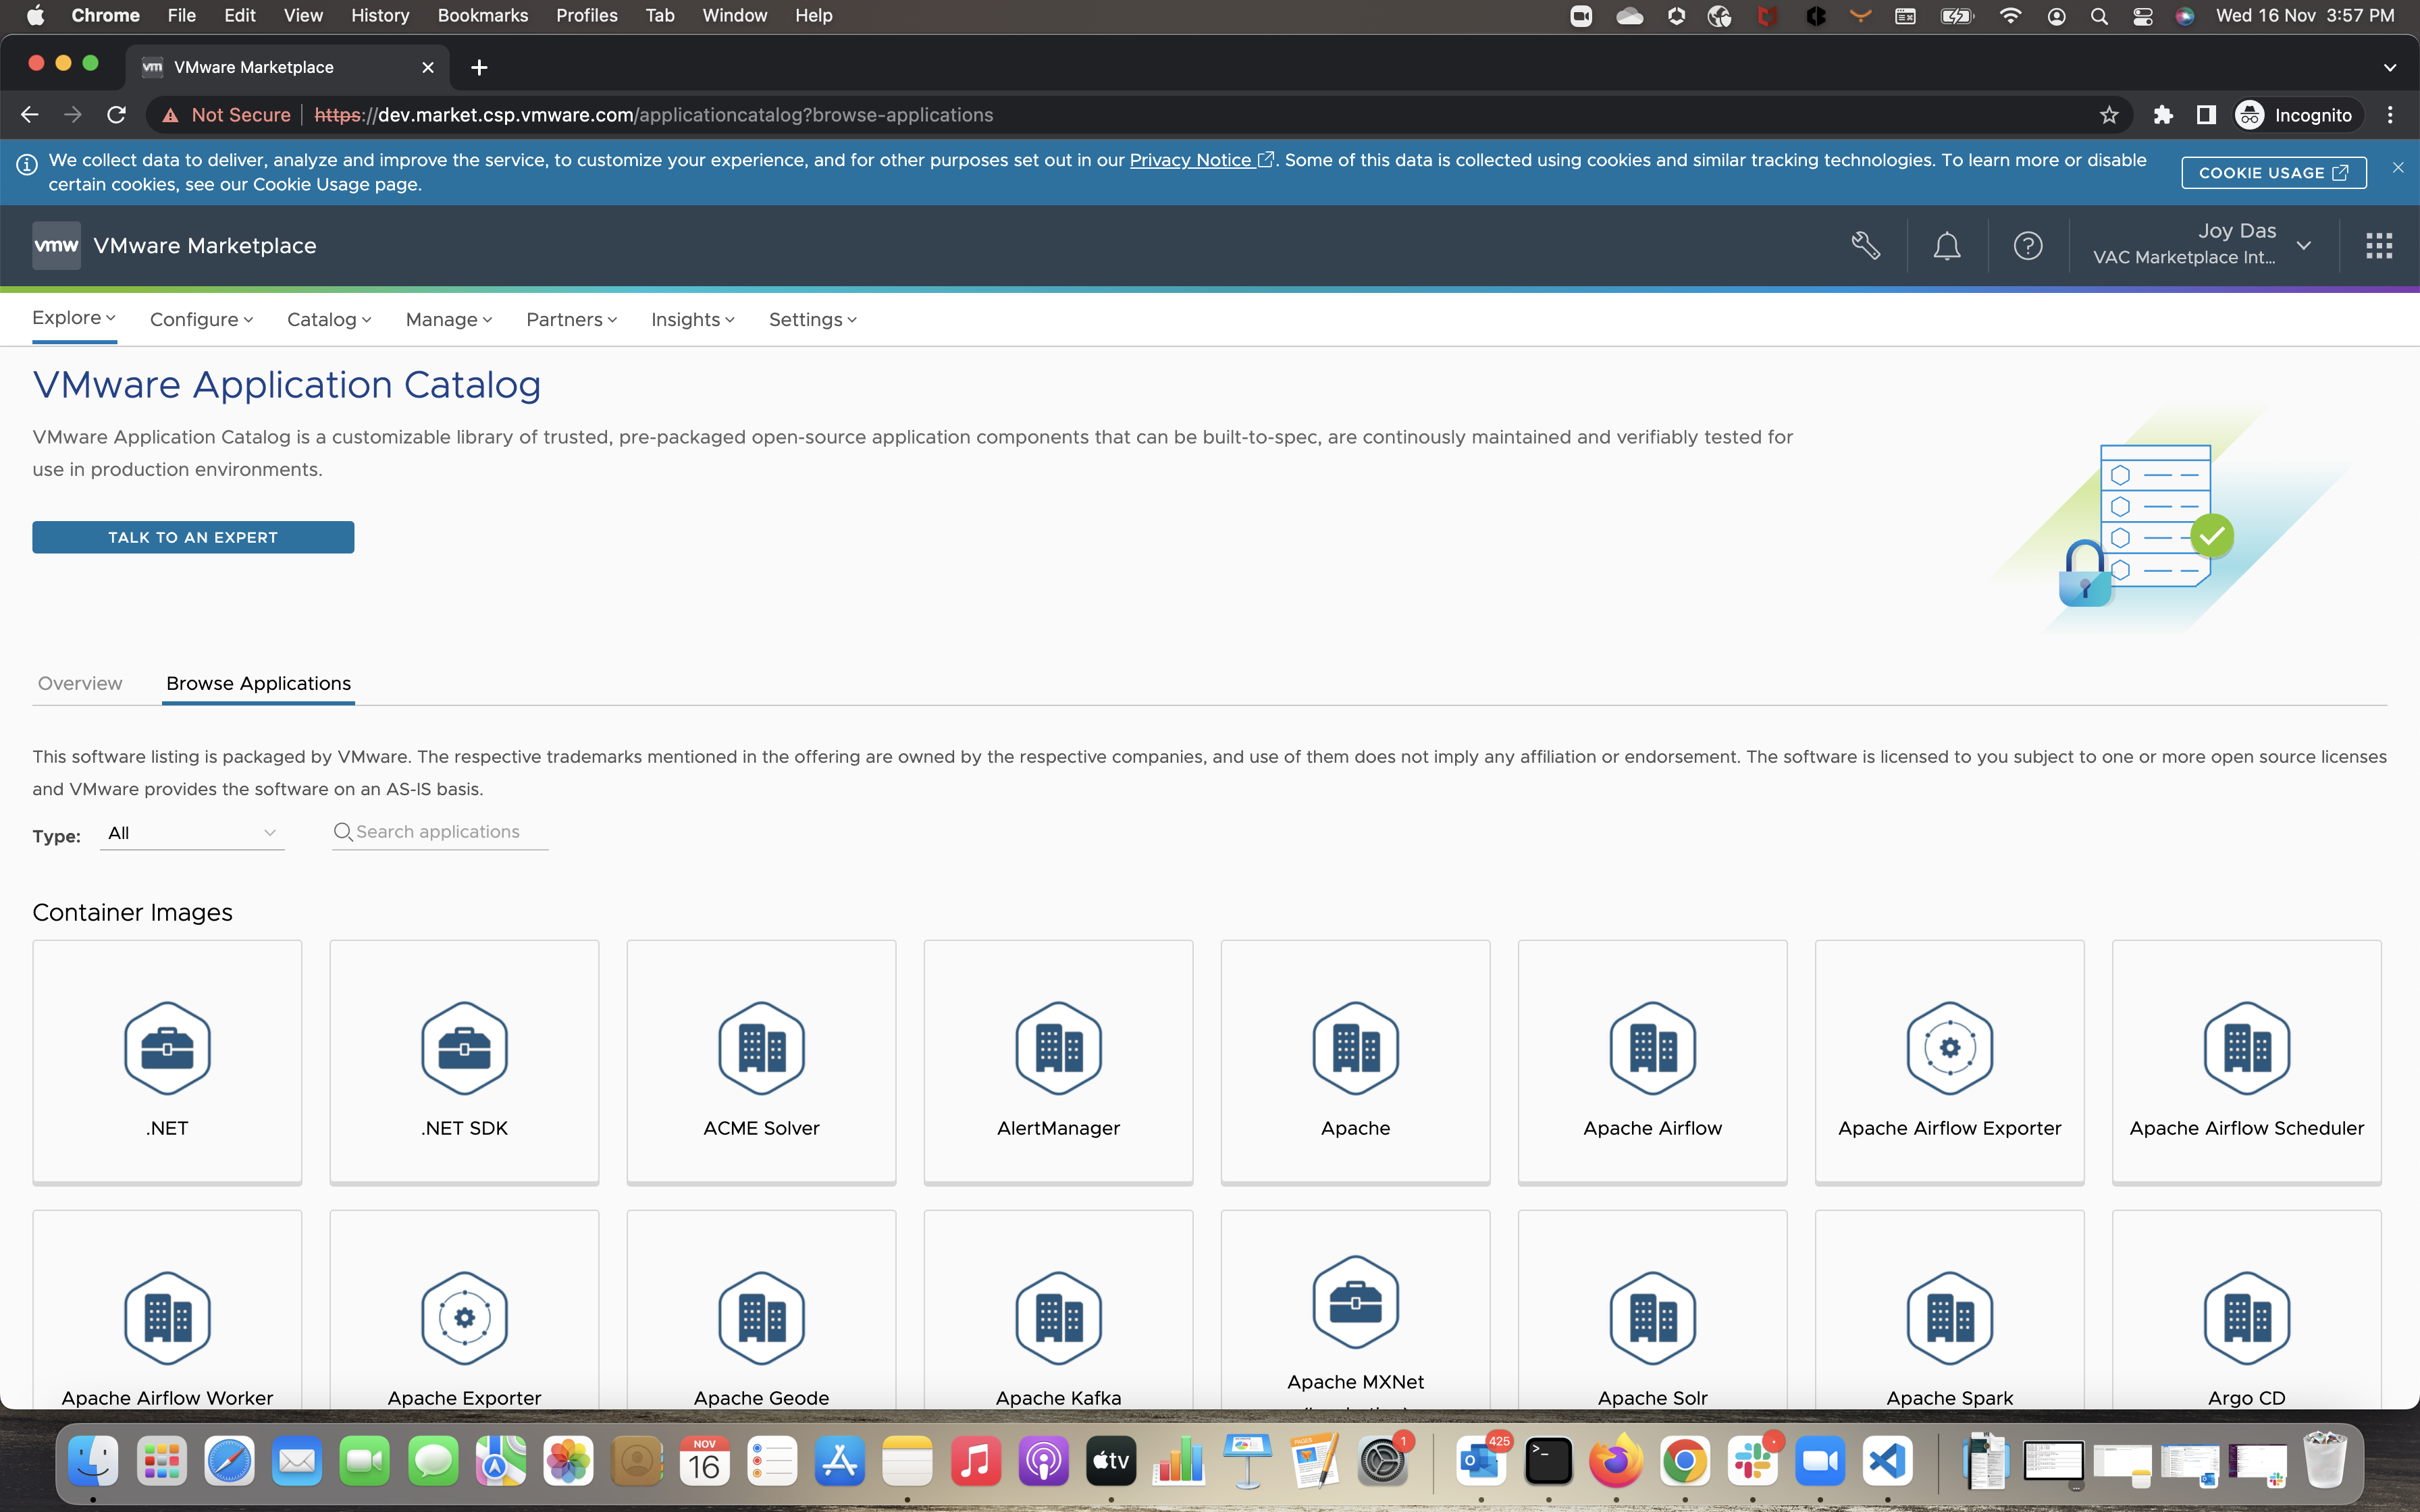 Chrome File Edit View History Bookmarks Profiles Tab Window Help Wed 16 Nov 3:57 PM
vm VMware Marketplace
Not Secure https://dev.market.csp.vmware.com/applicationcatalog?browse-applications Incognito
We collect data to deliver, analyze and improve the service, to customize your experience, and for other purposes set out in our Privacy Notice. Some of this data is collected using cookies and similar tracking technologies. To learn more or disable
certain cookies, see our Cookie Usage page.
COOKIE USAGE
vmw VMware Marketplace
Joy Das
VAC Marketplace Int...
Explore Configure Catalog Manage Partners Insights Settings
VMware Application Catalog
VMware Application Catalog is a customizable library of trusted, pre-packaged open-source application components that can be built-to-spec, are continously maintained and verifiably tested for
use in production environments.
TALK TO AN EXPERT
Overview Browse Applications
This software listing is packaged by VMware. The respective trademarks mentioned in the offering are owned by the respective companies, and use of them does not imply any affiliation or endorsement. The software is licensed to you subject to one or more open source licenses
and VMware provides the software on an AS-IS basis.
Type: All Search applications
Container Images
.NET .NET SDK ACME Solver AlertManager Apache Apache Airflow Apache Airflow Exporter Apache Airflow Scheduler
Apache Airflow Worker Apache Exporter Apache Geode Apache Kafka Apache MXNet Apache Solr Apache Spark Argo CD
NOV
16
tv
PAGES
1
425